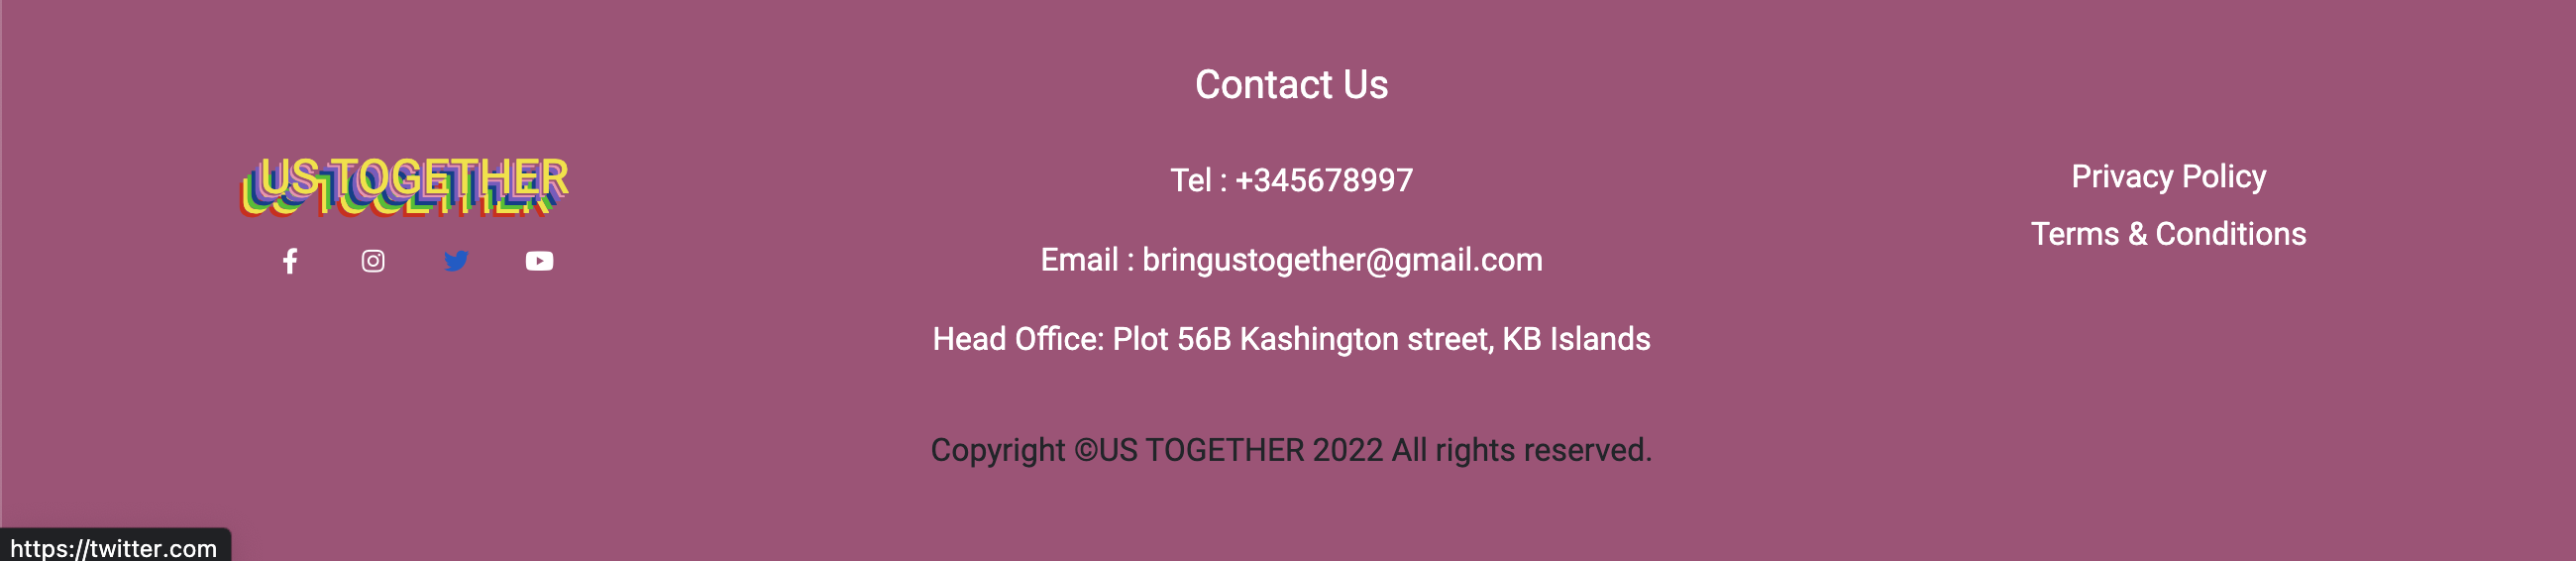 US TOGETHER
Contact Us
Tel : +345678997
Email : bringustogether@gmail.com
Head Office: Plot 56B Kashington street, KB Islands
Privacy Policy
Terms & Conditions
Copyright ©US TOGETHER 2022 All rights reserved.
https://twitter.com